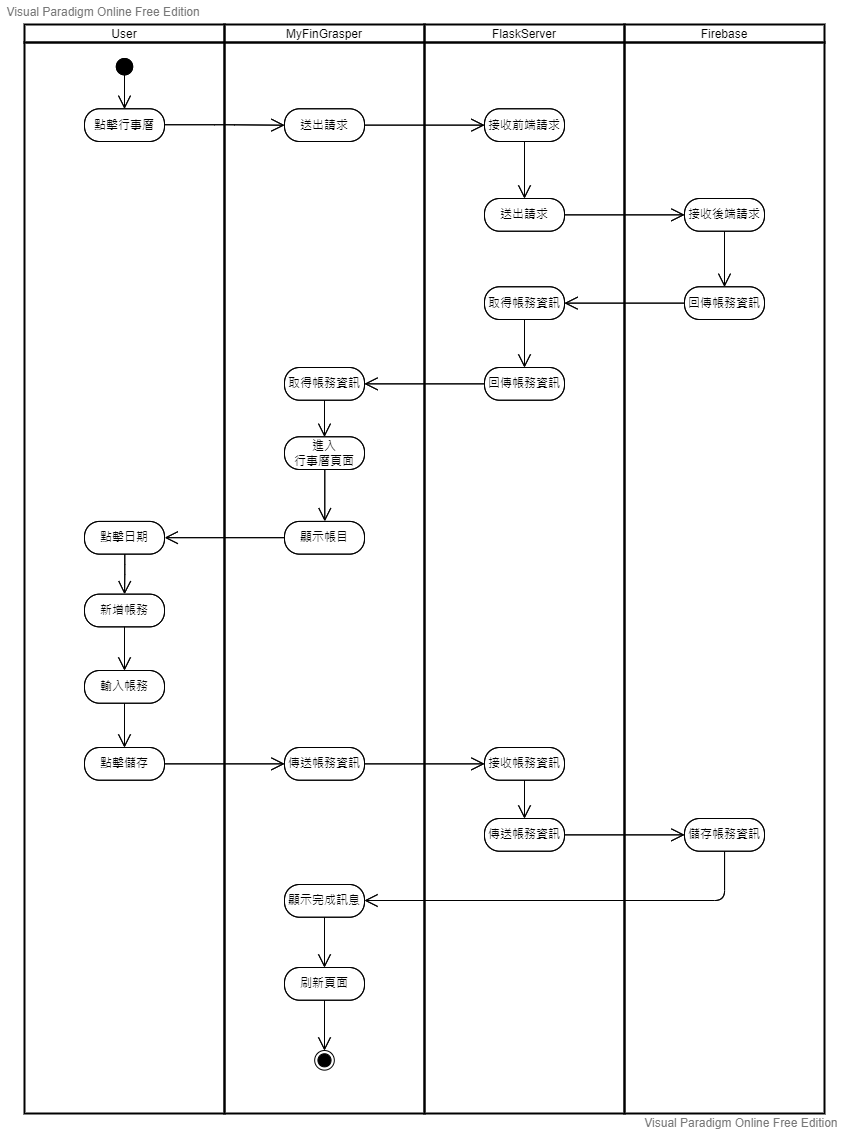 Visual Paradigm Online Free Edition
User
MyFinGrasper
FlaskServer
Firebase
點擊行事曆
送出請求
接收前端請求
送出請求
接收後端請求
取得帳務資訊
回傳帳務資訊
取得帳務資訊
回傳帳務資訊
進入
行事曆頁面
點擊日期
顯示帳目
新增帳務
輸入帳務
點擊儲存
傳送帳務資訊
接收帳務資訊
傳送帳務資訊
儲存帳務資訊
顯示完成訊息
刷新頁面
Visual Paradigm Online Free Edition